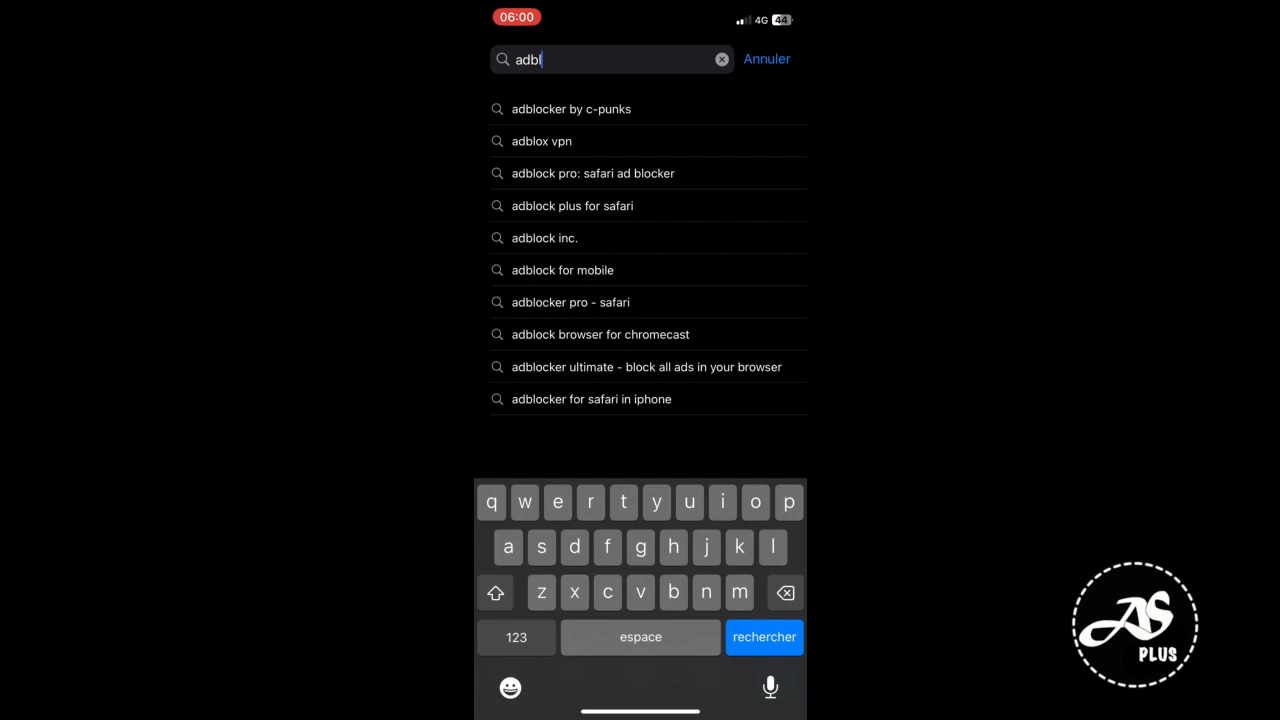 06:00
4G 44
adbl
Annuler
adblocker by c-punks
adblox vpn
adblock pro: safari ad blocker
adblock plus for safari
adblock inc.
adblock for mobile
adblocker pro - safari
adblock browser for chromecast
adblocker ultimate - block all ads in your browser
adblocker for safari in iphone
q w e r t y u i o p
a s d f g h j k l
z x c v b n m
123 espace rechercher
AS
PLUS